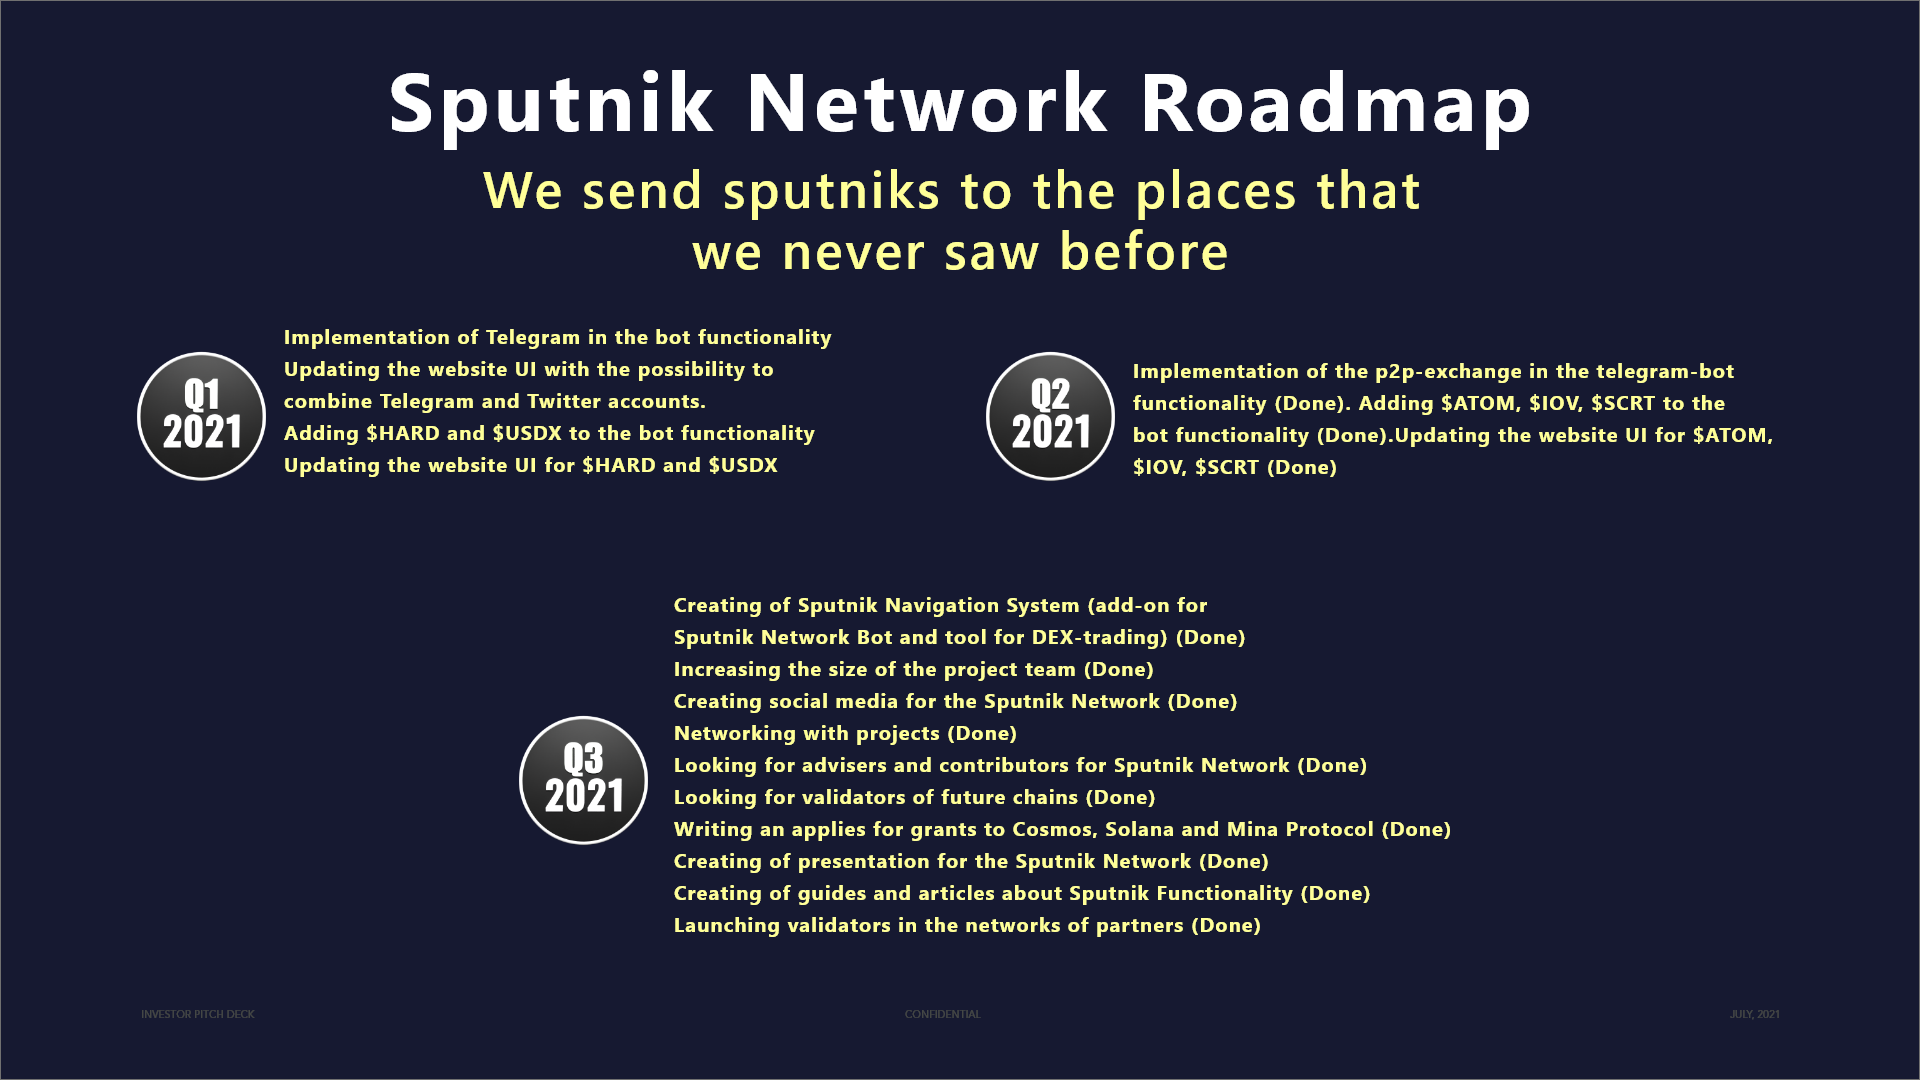 Sputnik Network Roadmap
We send sputniks to the places that
we never saw before
Q1
2021
Implementation of Telegram in the bot functionality
Updating the website UI with the possibility to
combine Telegram and Twitter accounts.
Adding $HARD and $USDX to the bot functionality
Updating the website UI for $HARD and $USDX
Q2
2021
Implementation of the p2p-exchange in the telegram-bot
functionality (Done). Adding $ATOM, $IOV, $SCRT to the
bot functionality (Done).Updating the website UI for $ATOM,
$IOV, $SCRT (Done)
Q3
2021
Creating of Sputnik Navigation System (add-on for
Sputnik Network Bot and tool for DEX-trading) (Done)
Increasing the size of the project team (Done)
Creating social media for the Sputnik Network (Done)
Networking with projects (Done)
Looking for advisers and contributors for Sputnik Network (Done)
Looking for validators of future chains (Done)
Writing an applies for grants to Cosmos, Solana and Mina Protocol (Done)
Creating of presentation for the Sputnik Network (Done)
Creating of guides and articles about Sputnik Functionality (Done)
Launching validators in the networks of partners (Done)
INVESTOR PITCH DECK
CONFIDENTIAL
JULY, 2021